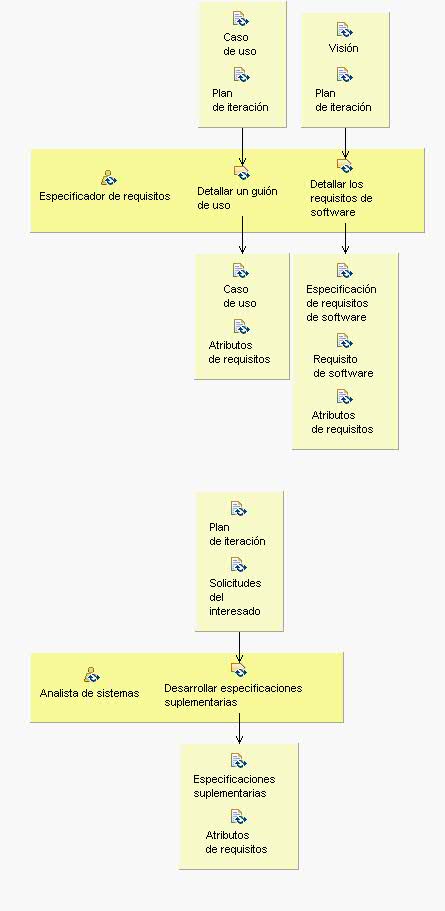 Caso
de uso
Plan
de iteración
Visión
Plan
de iteración
Especificador de requisitos
Detallar un guión
de uso
Detallar los
requisitos de
software
Caso
de uso
Atributos
de requisitos
Especificación
de requisitos
de software
Requisito
de software
Atributos
de requisitos
Plan
de iteración
Solicitudes
del
interesado
Analista de sistemas
Desarrollar especificaciones
suplementarias
Especificaciones
suplementarias
Atributos
de requisitos